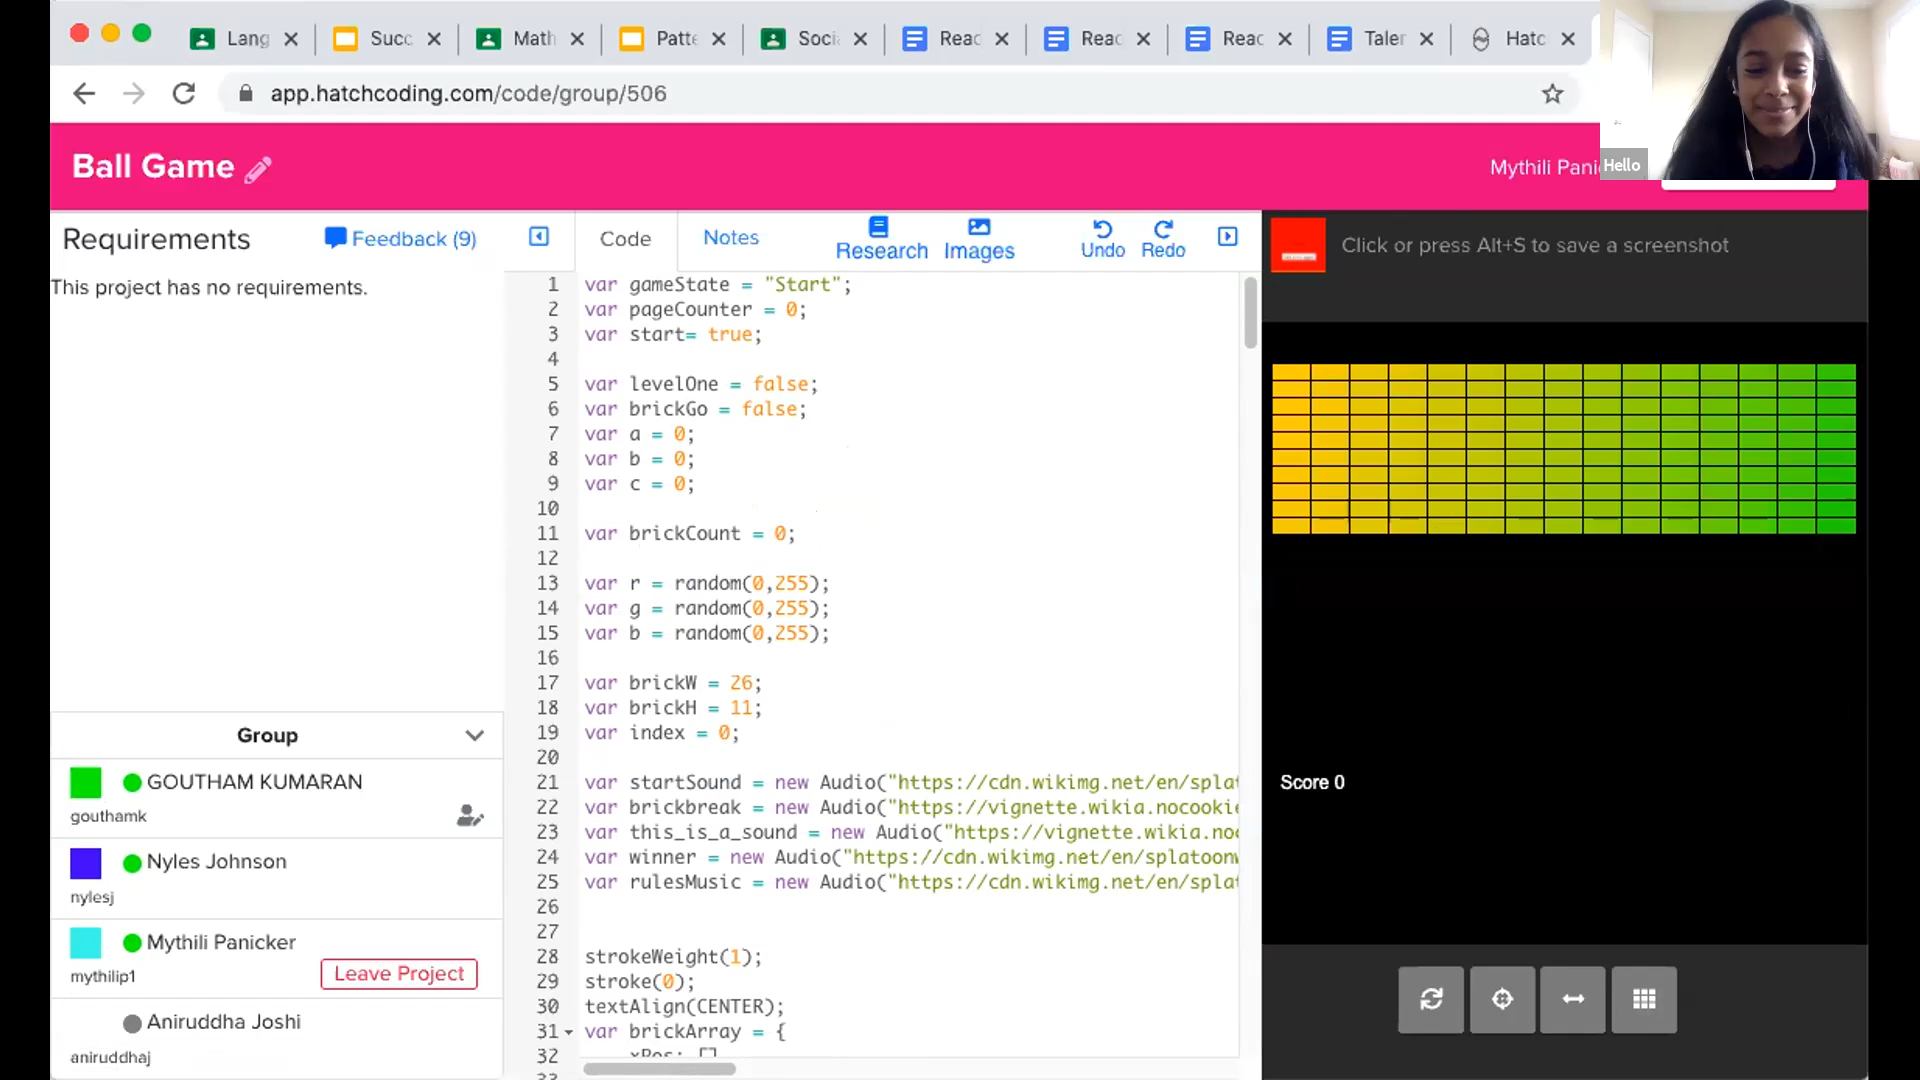 Lang
Succ
Math
Patte
Socia
Reac
Reac
Reac
Taler
Hatc
app.hatchcoding.com/code/group/506
Ball Game
Mythili Pani
Hello
Requirements
Feedback (9)
Code
Notes
Research
Images
Undo
Redo
Click or press Alt+S to save a screenshot
This project has no requirements.
1 var gameState = "Start";
2 var pageCounter = 0;
3 var start= true;
4
5 var levelOne = false;
6 var brickGo = false;
7 var a = 0;
8 var b = 0;
9 var c = 0;
10
11 var brickCount = 0;
12
13 var r = random(0,255);
14 var g = random(0,255);
15 var b = random(0,255);
16
17 var brickW = 26;
18 var brickH = 11;
19 var index = 0;
20
21 var startSound = new Audio("https://cdn.wikimg.net/en/splat
22 var brickbreak = new Audio("https://vignette.wikia.nocookie
23 var this_is_a_sound = new Audio("https://vignette.wikia.noc
24 var winner = new Audio("https://cdn.wikimg.net/en/splatoonw
25 var rulesMusic = new Audio("https://cdn.wikimg.net/en/splat
26
27
28 strokeWeight(1);
29 stroke(0);
30 textAlign(CENTER);
31 var brickArray = {
32 xPos: []
33
Group
GOUTHAM KUMARAN
gouthamk
Nyles Johnson
nylesj
Mythili Panicker
mythilip1
Leave Project
Aniruddha Joshi
aniruddhaj
Score 0